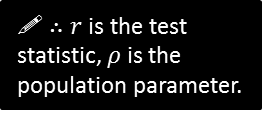 ✏ ∴ r is the test
statistic, ρ is the
population parameter.